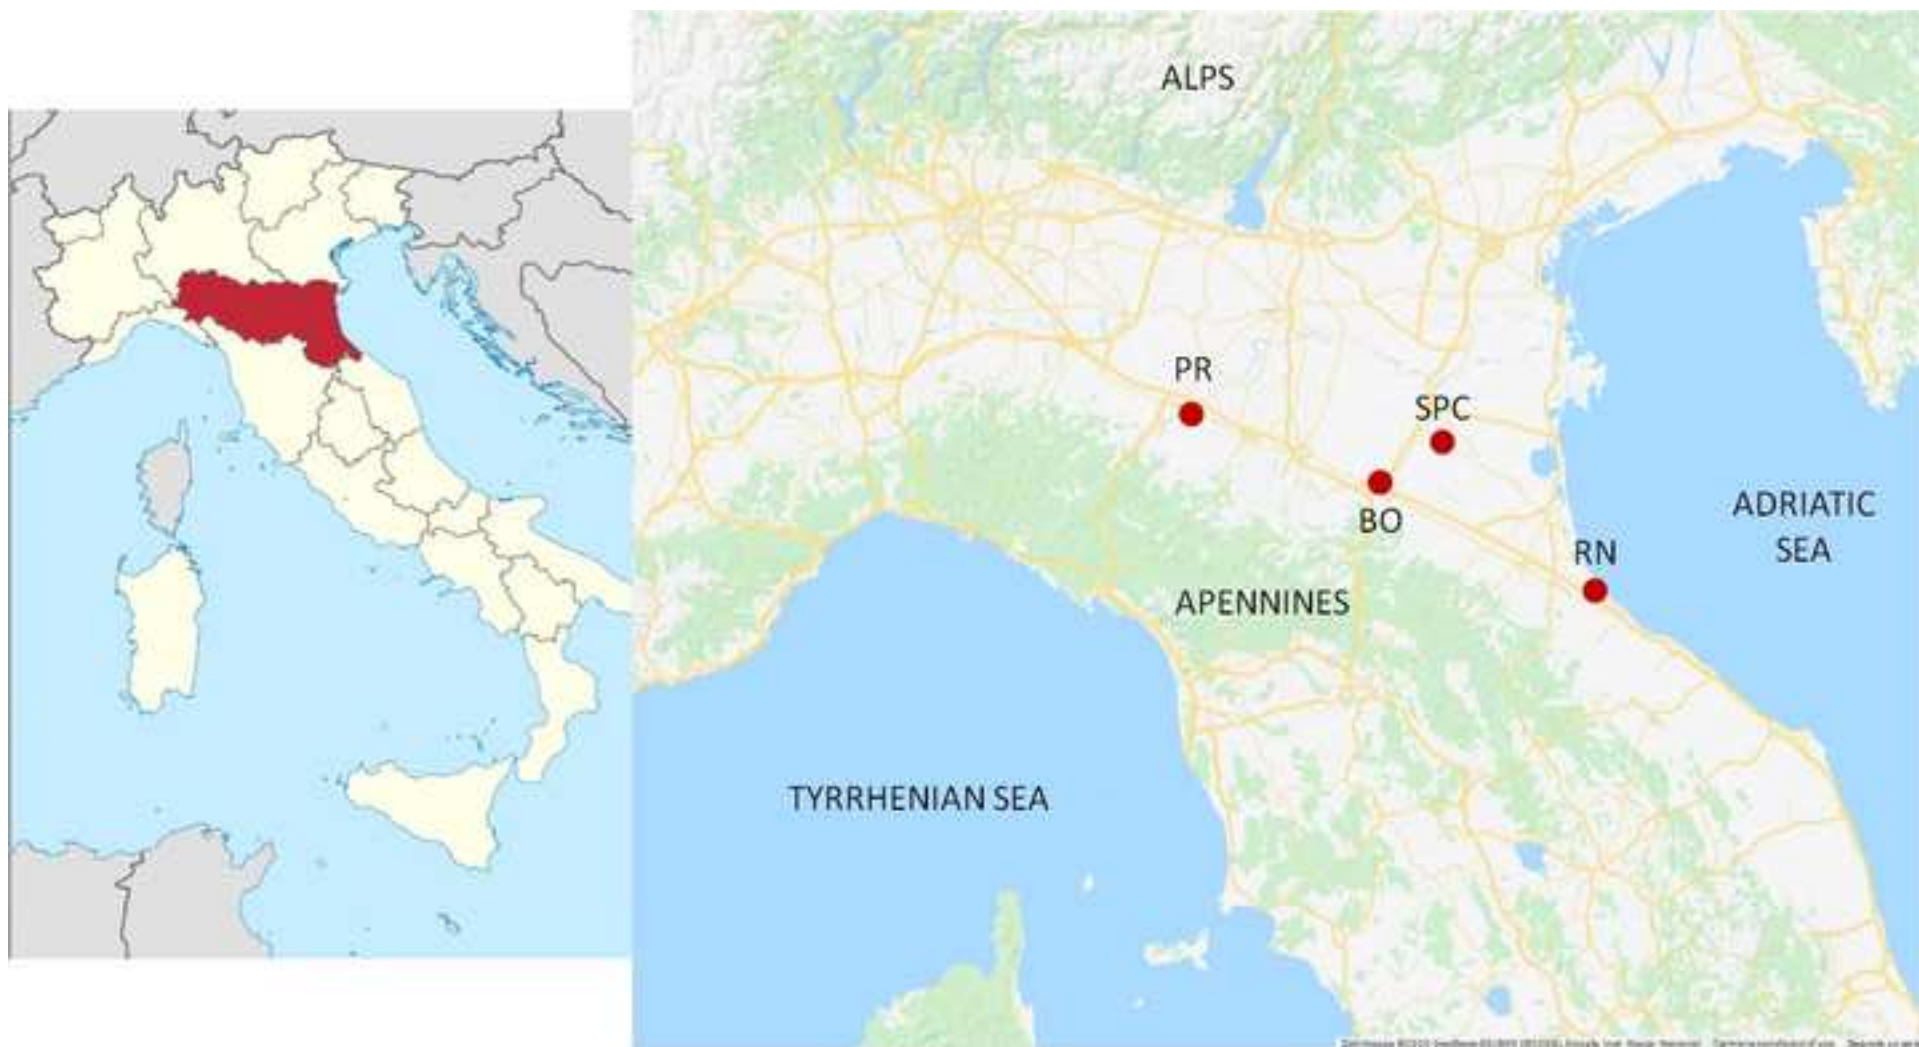 ALPS
PR
SPC
BO
ADRIATIC
SEA
RN
APENNINES
TYRRHENIAN SEA